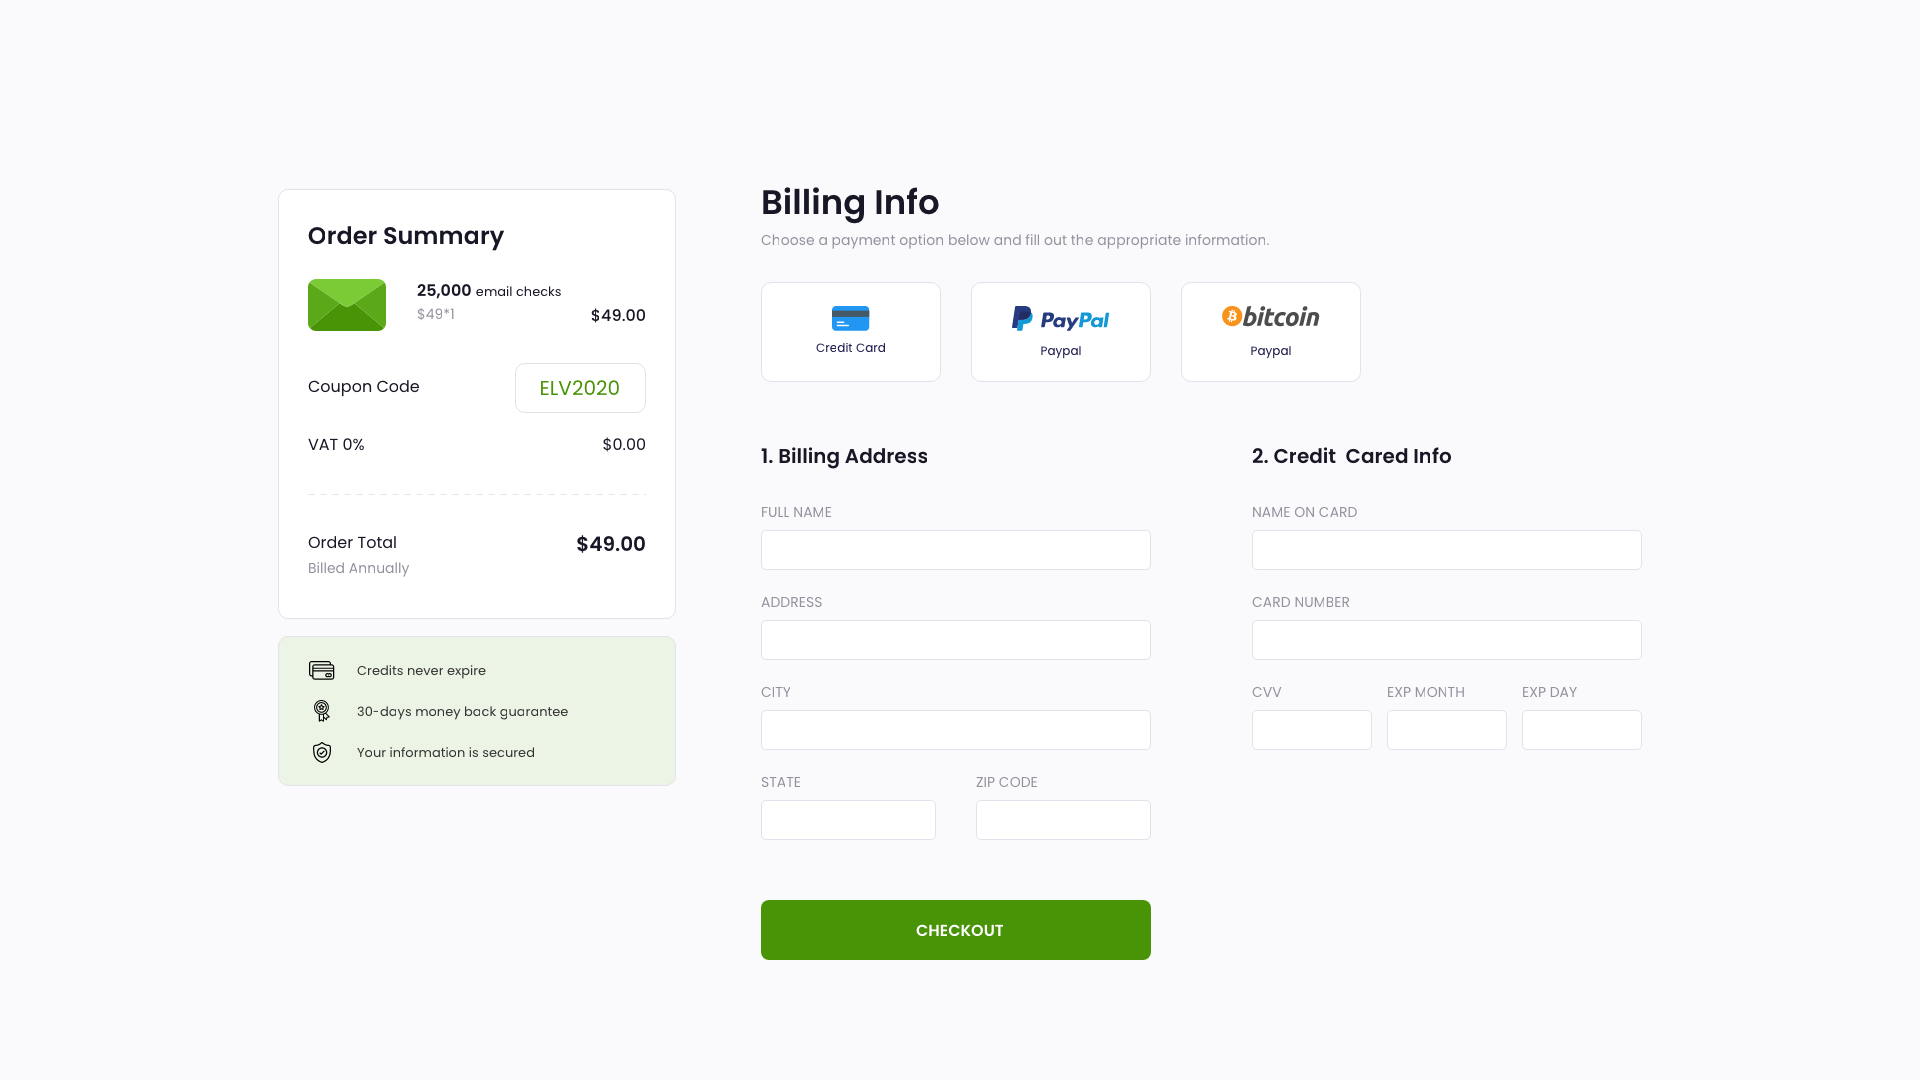 Order Summary
25,000 email checks
$49*1
$49.00
Coupon Code
ELV2020
VAT 0%
$0.00
Order Total
$49.00
Billed Annually
Credits never expire
30-days money back guarantee
Your information is secured
Billing Info
Choose a payment option below and fill out the appropriate information.
Credit Card
PayPal
Paypal
bitcoin
Paypal
1. Billing Address
FULL NAME
ADDRESS
CITY
STATE
ZIP CODE
2. Credit  Cared Info
NAME ON CARD
CARD NUMBER
CVV
EXP MONTH
EXP DAY
CHECKOUT